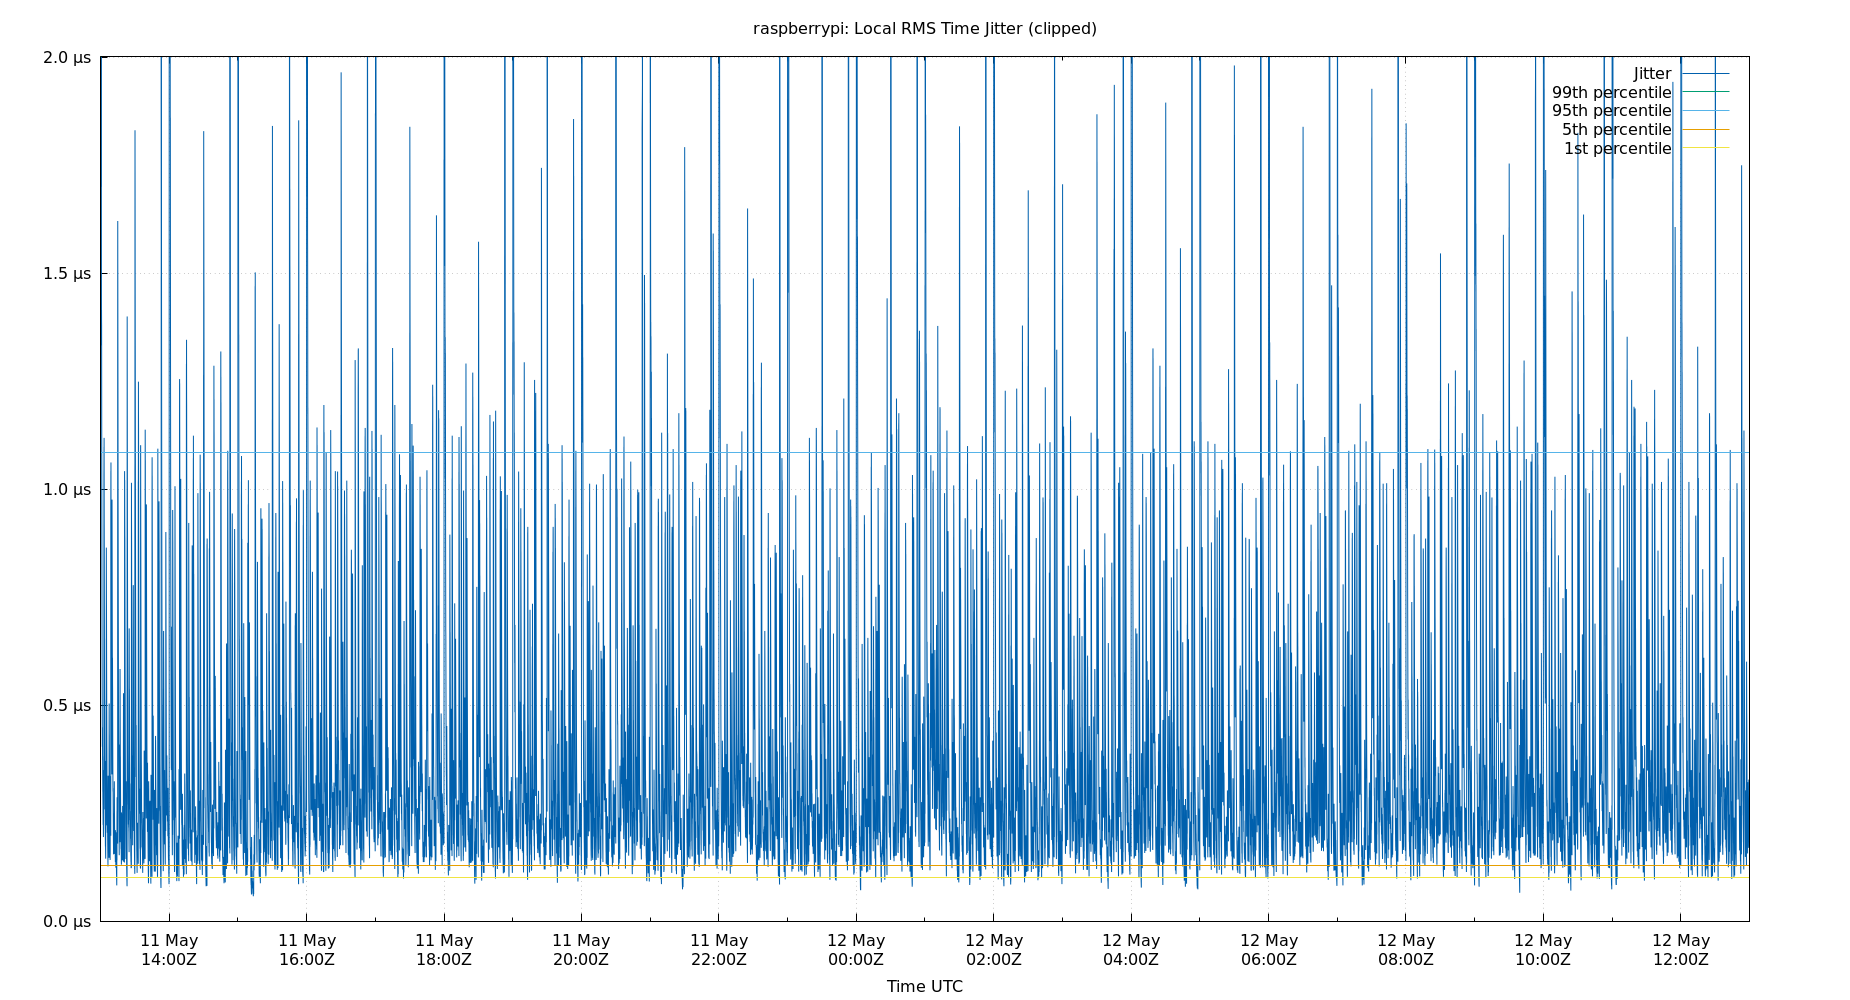 raspberrypi: Local RMS Time Jitter (clipped)
2.0 µs
1.5 µs
1.0 µs
0.5 µs
0.0 µs
Jitter
99th percentile
95th percentile
5th percentile
1st percentile
11 May 11 May 11 May 11 May 11 May 12 May 12 May 12 May 12 May 12 May 12 May 12 May
14:00Z 16:00Z 18:00Z 20:00Z 22:00Z 00:00Z 02:00Z 04:00Z 06:00Z 08:00Z 10:00Z 12:00Z
Time UTC